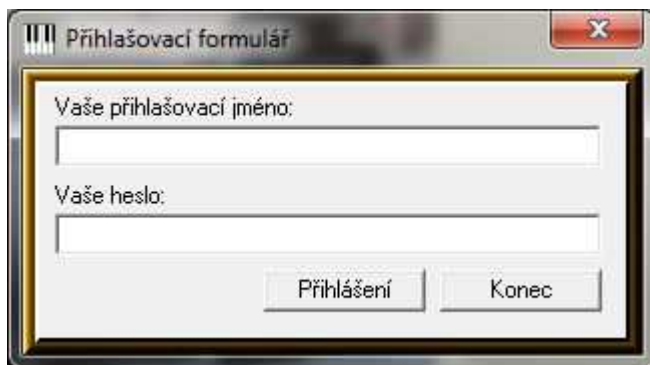 Přihlašovací formulář
Vaše přihlašovací jméno:
Vaše heslo:
Přihlášení Konec